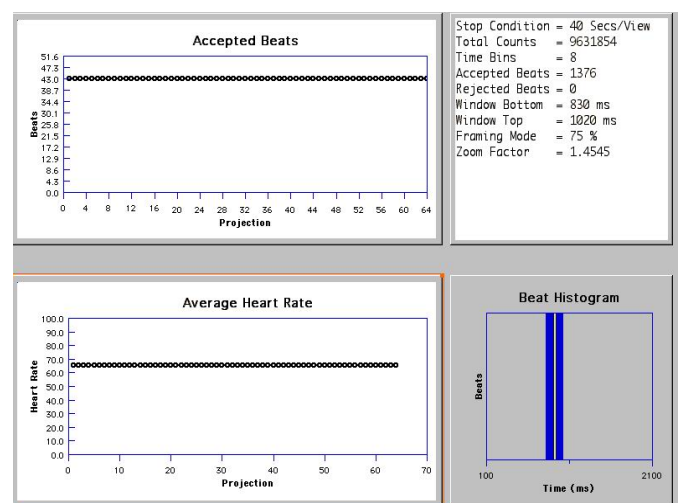 Accepted Beats
51.6
47.3
43.0
38.7
34.4
30.1
25.8
21.5
17.2
12.9
8.6
4.3
0.0
Beats
0 4 8 12 16 20 24 28 32 36 40 44 48 52 56 60 64
Projection
Stop Condition = 40 Secs/View
Total Counts = 9631854
Time Bins = 8
Accepted Beats = 1376
Rejected Beats = 0
Window Bottom = 830 ms
Window Top = 1020 ms
Framing Mode = 75 %
Zoom Factor = 1.4545
Average Heart Rate
100.0
90.0
80.0
70.0
60.0
50.0
40.0
30.0
20.0
10.0
0.0
Heart Rate
0 10 20 30 40 50 60 70
Projection
Beat Histogram
Beats
100 2100
Time (ms)